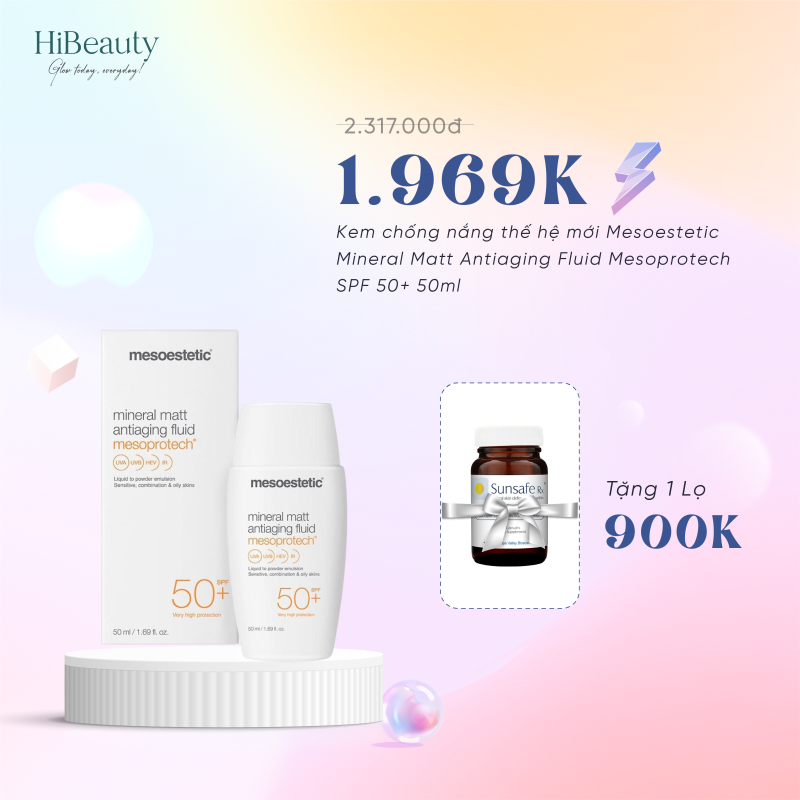 HiBeauty
Glow today, everyday!
2.317.000đ
1.969K
Kem chống nắng thế hệ mới Mesoestetic
Mineral Matt Antiaging Fluid Mesoprotech
SPF 50+ 50ml
mesoestetic®
mineral matt
antiaging fluid
mesoprotech®
UVA UVB HEV IR
Liquid to powder emulsion
Sensitive, combination & oily skins
50+ SPF
Very high protection
50 ml / 1.69 fl. oz.
mesoestetic®
mineral matt
antiaging fluid
mesoprotech®
UVA UVB HEV IR
Liquid to powder emulsion
Sensitive, combination & oily skins
50+ SPF
Very high protection
50 ml / 1.69 fl. oz.
Sunsafe Rx
Tặng 1 Lọ
900K